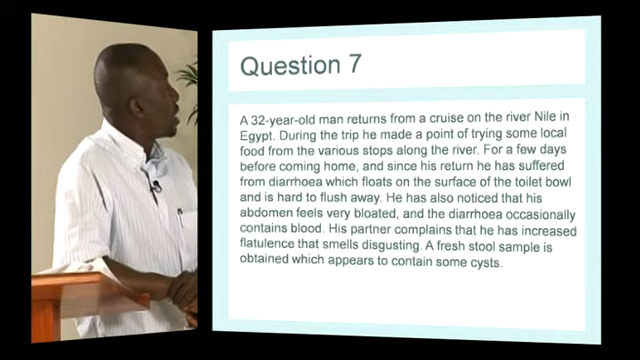 Question 7
A 32-year-old man returns from a cruise on the river Nile in
Egypt. During the trip he made a point of trying some local
food from the various stops along the river. For a few days
before coming home, and since his return he has suffered
from diarrhoea which floats on the surface of the toilet bowl
and is hard to flush away. He has also noticed that his
abdomen feels very bloated, and the diarrhoea occasionally
contains blood. His partner complains that he has increased
flatulence that smells disgusting. A fresh stool sample is
obtained which appears to contain some cysts.